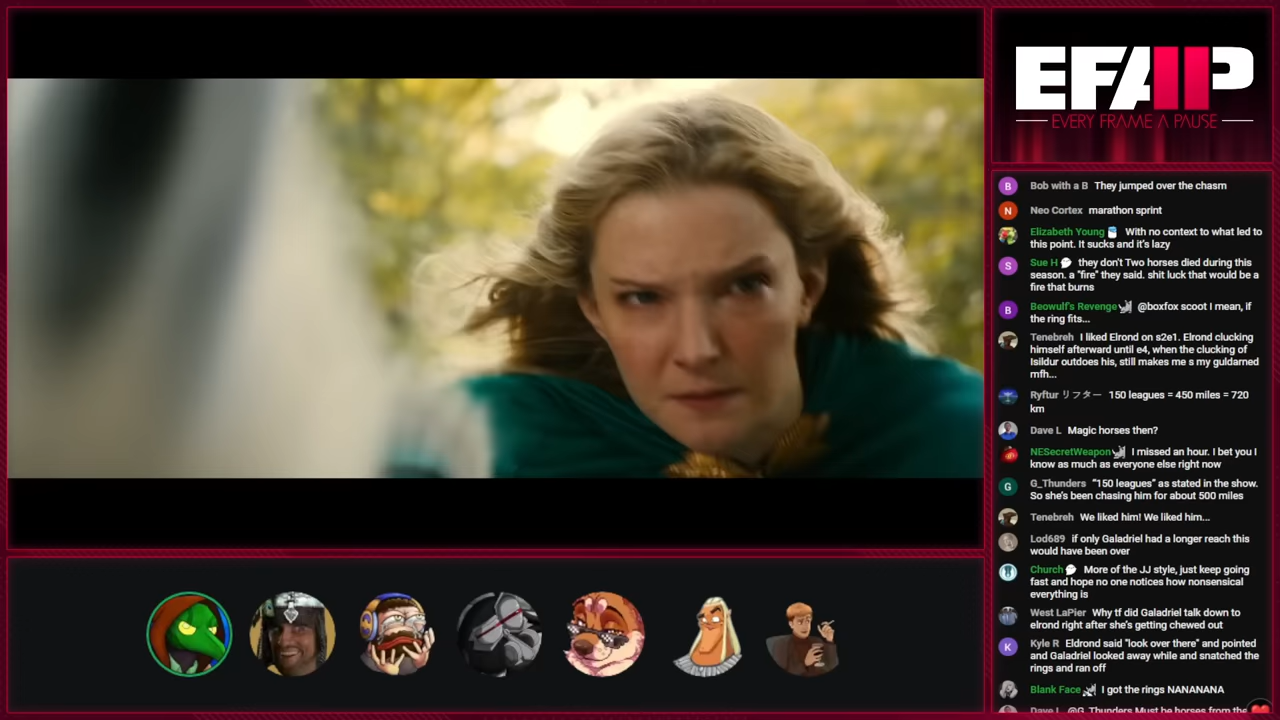 EFAP
EVERY FRAME A PAUSE
B
Bob with a B They jumped over the chasm
N
Neo Cortex marathon sprint
Elizabeth Young With no context to what led to
this point. It sucks and it's lazy
S
Sue H they don't Two horses died during this
season. a "fire" they said. shit luck that would be a
fire that burns
B
Beowulf's Revenge @boxfox scoot I mean, if
the ring fits...
Tenebreh I liked Elrond on s2e1. Elrond clucking
himself afterward until e4, when the clucking of
Isildur outdoes his, still makes me s my guldarned
mfh...
Ryftur リフター 150 leagues = 450 miles = 720
km
Dave L Magic horses then?
NESecretWeapon I missed an hour. I bet you I
know as much as everyone else right now
G
G_Thunders “150 leagues” as stated in the show.
So she's been chasing him for about 500 miles
Tenebreh We liked him! We liked him...
Lod689 if only Galadriel had a longer reach this
would have been over
Church More of the JJ style, just keep going
fast and hope no one notices how nonsensical
everything is
West LaPier Why tf did Galadriel talk down to
elrond right after she's getting chewed out
K
Kyle R Eldrond said "look over there" and pointed
and Galadriel looked away while and snatched the
rings and ran off
Blank Face I got the rings NANANANA
Dave L @G_Thunders Must be horses from the